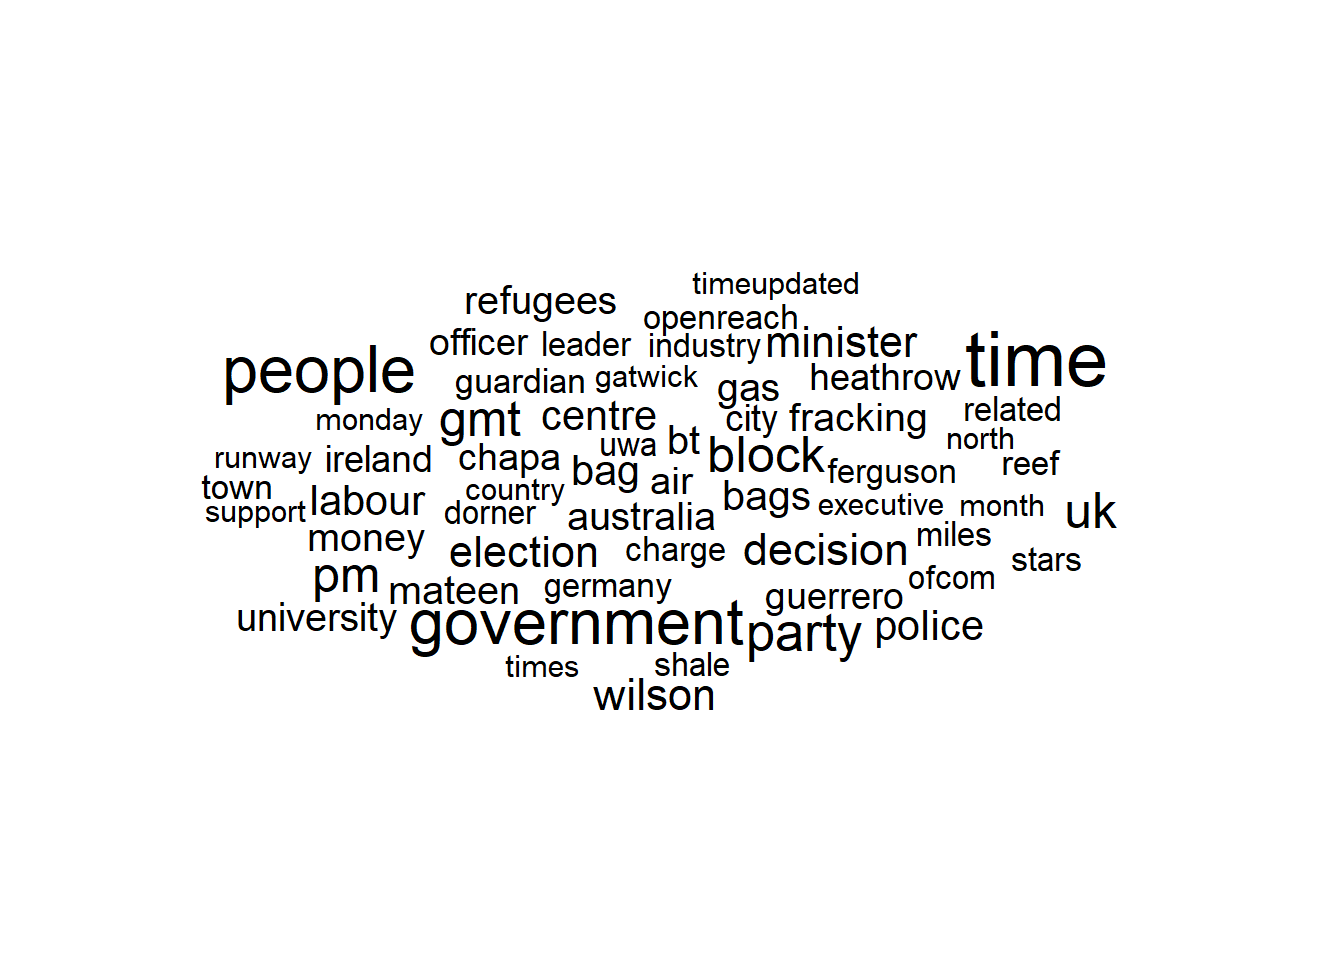 timeupdated
refugees
openreach
officer leader industry minister
people time
guardian gatwick gas heathrow
monday gmt centre city fracking related
uwa bt north
runway ireland chapa bag block ferguson reef
town country air
support labour dorner australia bags executive month uk
money election charge decision miles
stars
pm mateen germany guerrero ofcom
university government party police
times shale
wilson